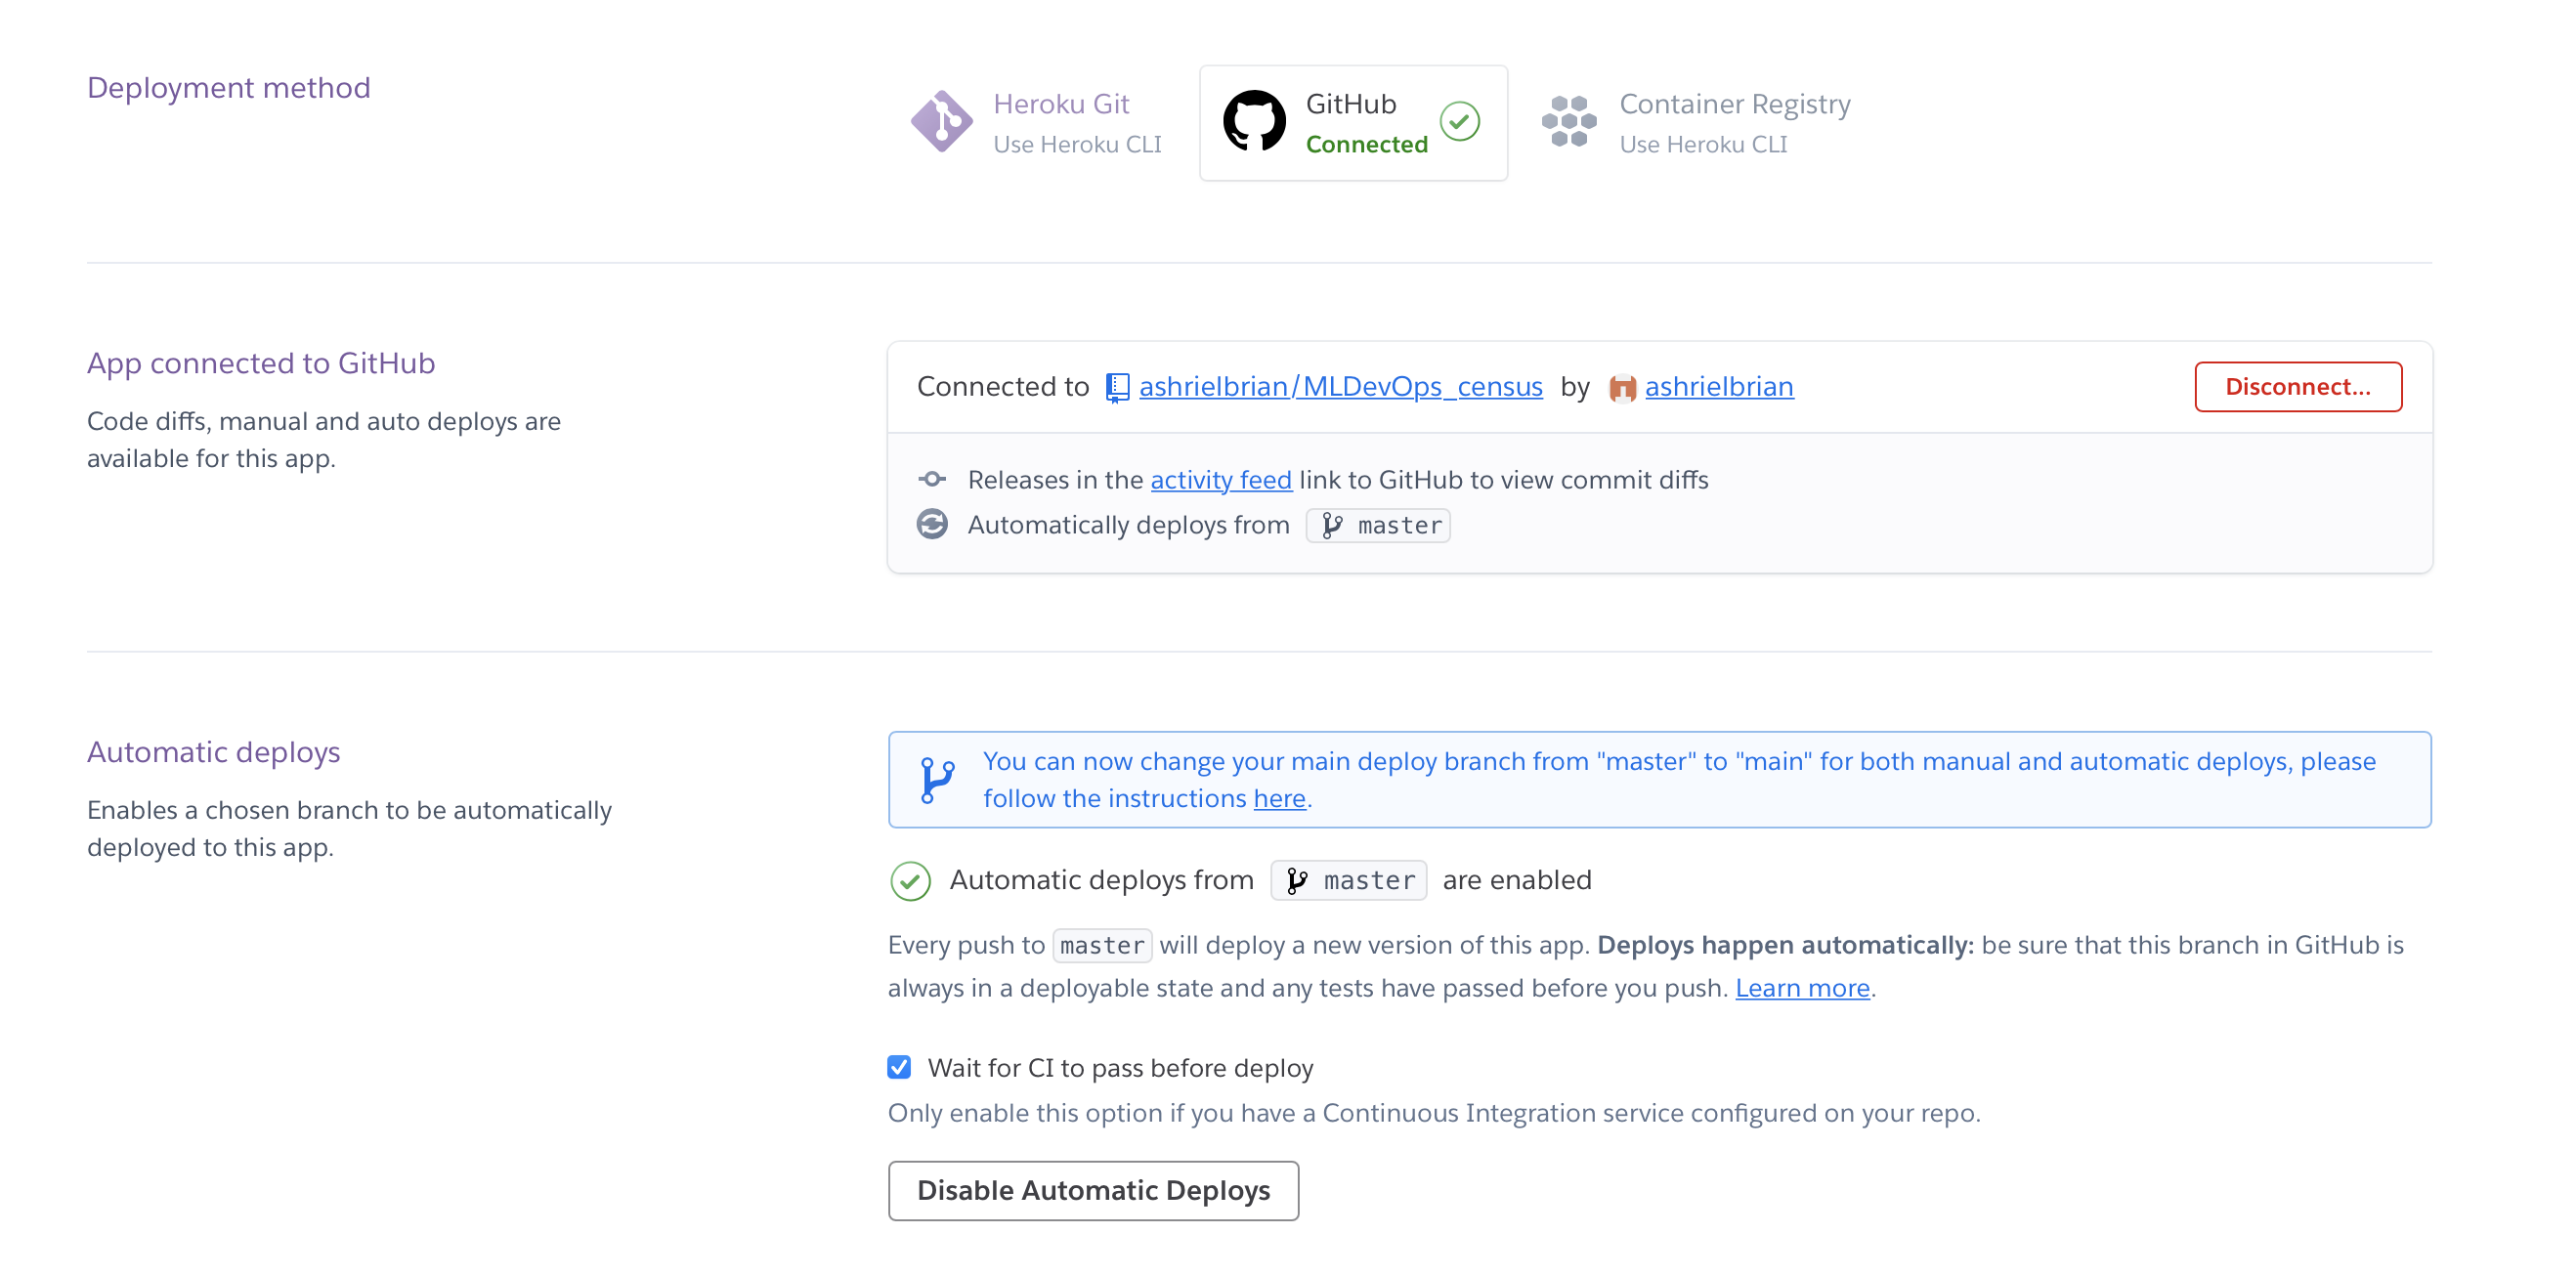 Deployment method
Heroku Git
Use Heroku CLI
GitHub
Connected
Container Registry
Use Heroku CLI
App connected to GitHub
Code diffs, manual and auto deploys are
available for this app.
Connected to ashrielbrian/MLDevOps_census by ashrielbrian
Disconnect...
Releases in the activity feed link to GitHub to view commit diffs
Automatically deploys from master
Automatic deploys
Enables a chosen branch to be automatically
deployed to this app.
You can now change your main deploy branch from "master" to "main" for both manual and automatic deploys, please
follow the instructions here.
Automatic deploys from master are enabled
Every push to master will deploy a new version of this app. Deploys happen automatically: be sure that this branch in GitHub is
always in a deployable state and any tests have passed before you push. Learn more.
Wait for CI to pass before deploy
Only enable this option if you have a Continuous Integration service configured on your repo.
Disable Automatic Deploys